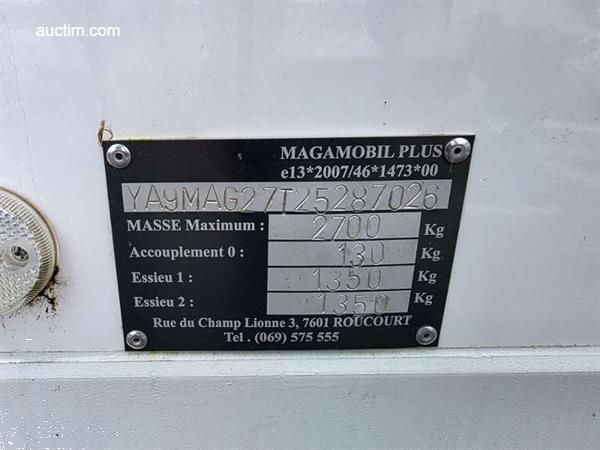 auctim.com
MAGAMOBIL PLUS
e13*2007/46*1473*00
YA9MAG27T25287026
MASSE Maximum : 2700 Kg
Accouplement 0 : 130 Kg
Essieu 1 : 1350 Kg
Essieu 2 : 1350 Kg
Rue du Champ Lionne 3, 7601 ROUCOURT
Tel . (069) 575 555